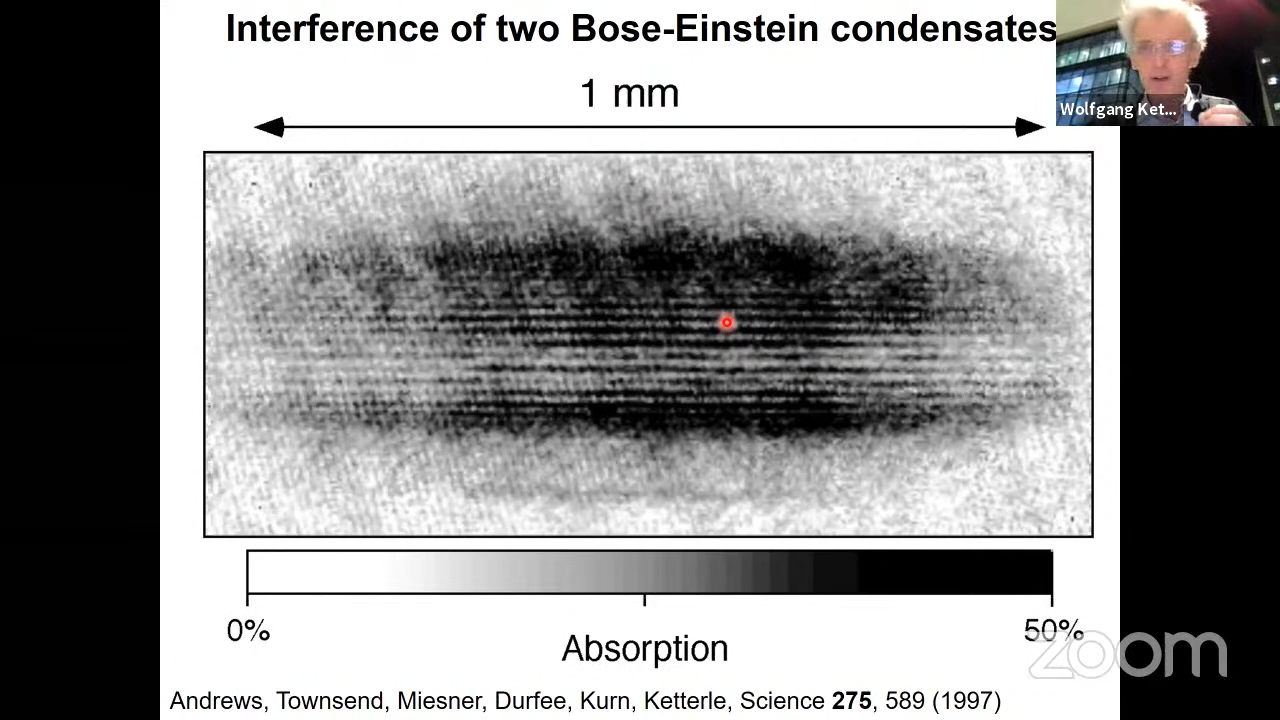 Interference of two Bose-Einstein condensates
1 mm
Wolfgang Ket...
0%
50%
Absorption
zoom
Andrews, Townsend, Miesner, Durfee, Kurn, Ketterle, Science 275, 589 (1997)